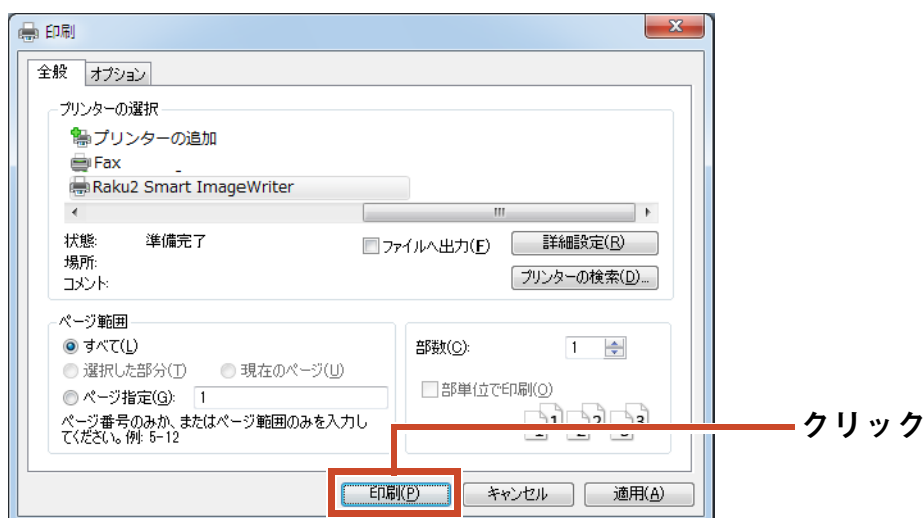 印刷
全般 オプション
プリンターの選択
プリンターの追加
Fax
Raku2 Smart ImageWriter
状態: 準備完了
場所:
コメント:
ファイルへ出力(F) 詳細設定(R)
プリンターの検索(D)...
ページ範囲
すべて(L)
選択した部分(T) 現在のページ(U)
ページ指定(G): 1
ページ番号のみか、またはページ範囲のみを入力し
てください。例: 5-12
部数(C): 1
部単位で印刷(O)
1 2 3
クリック
印刷(P) キャンセル 適用(A)